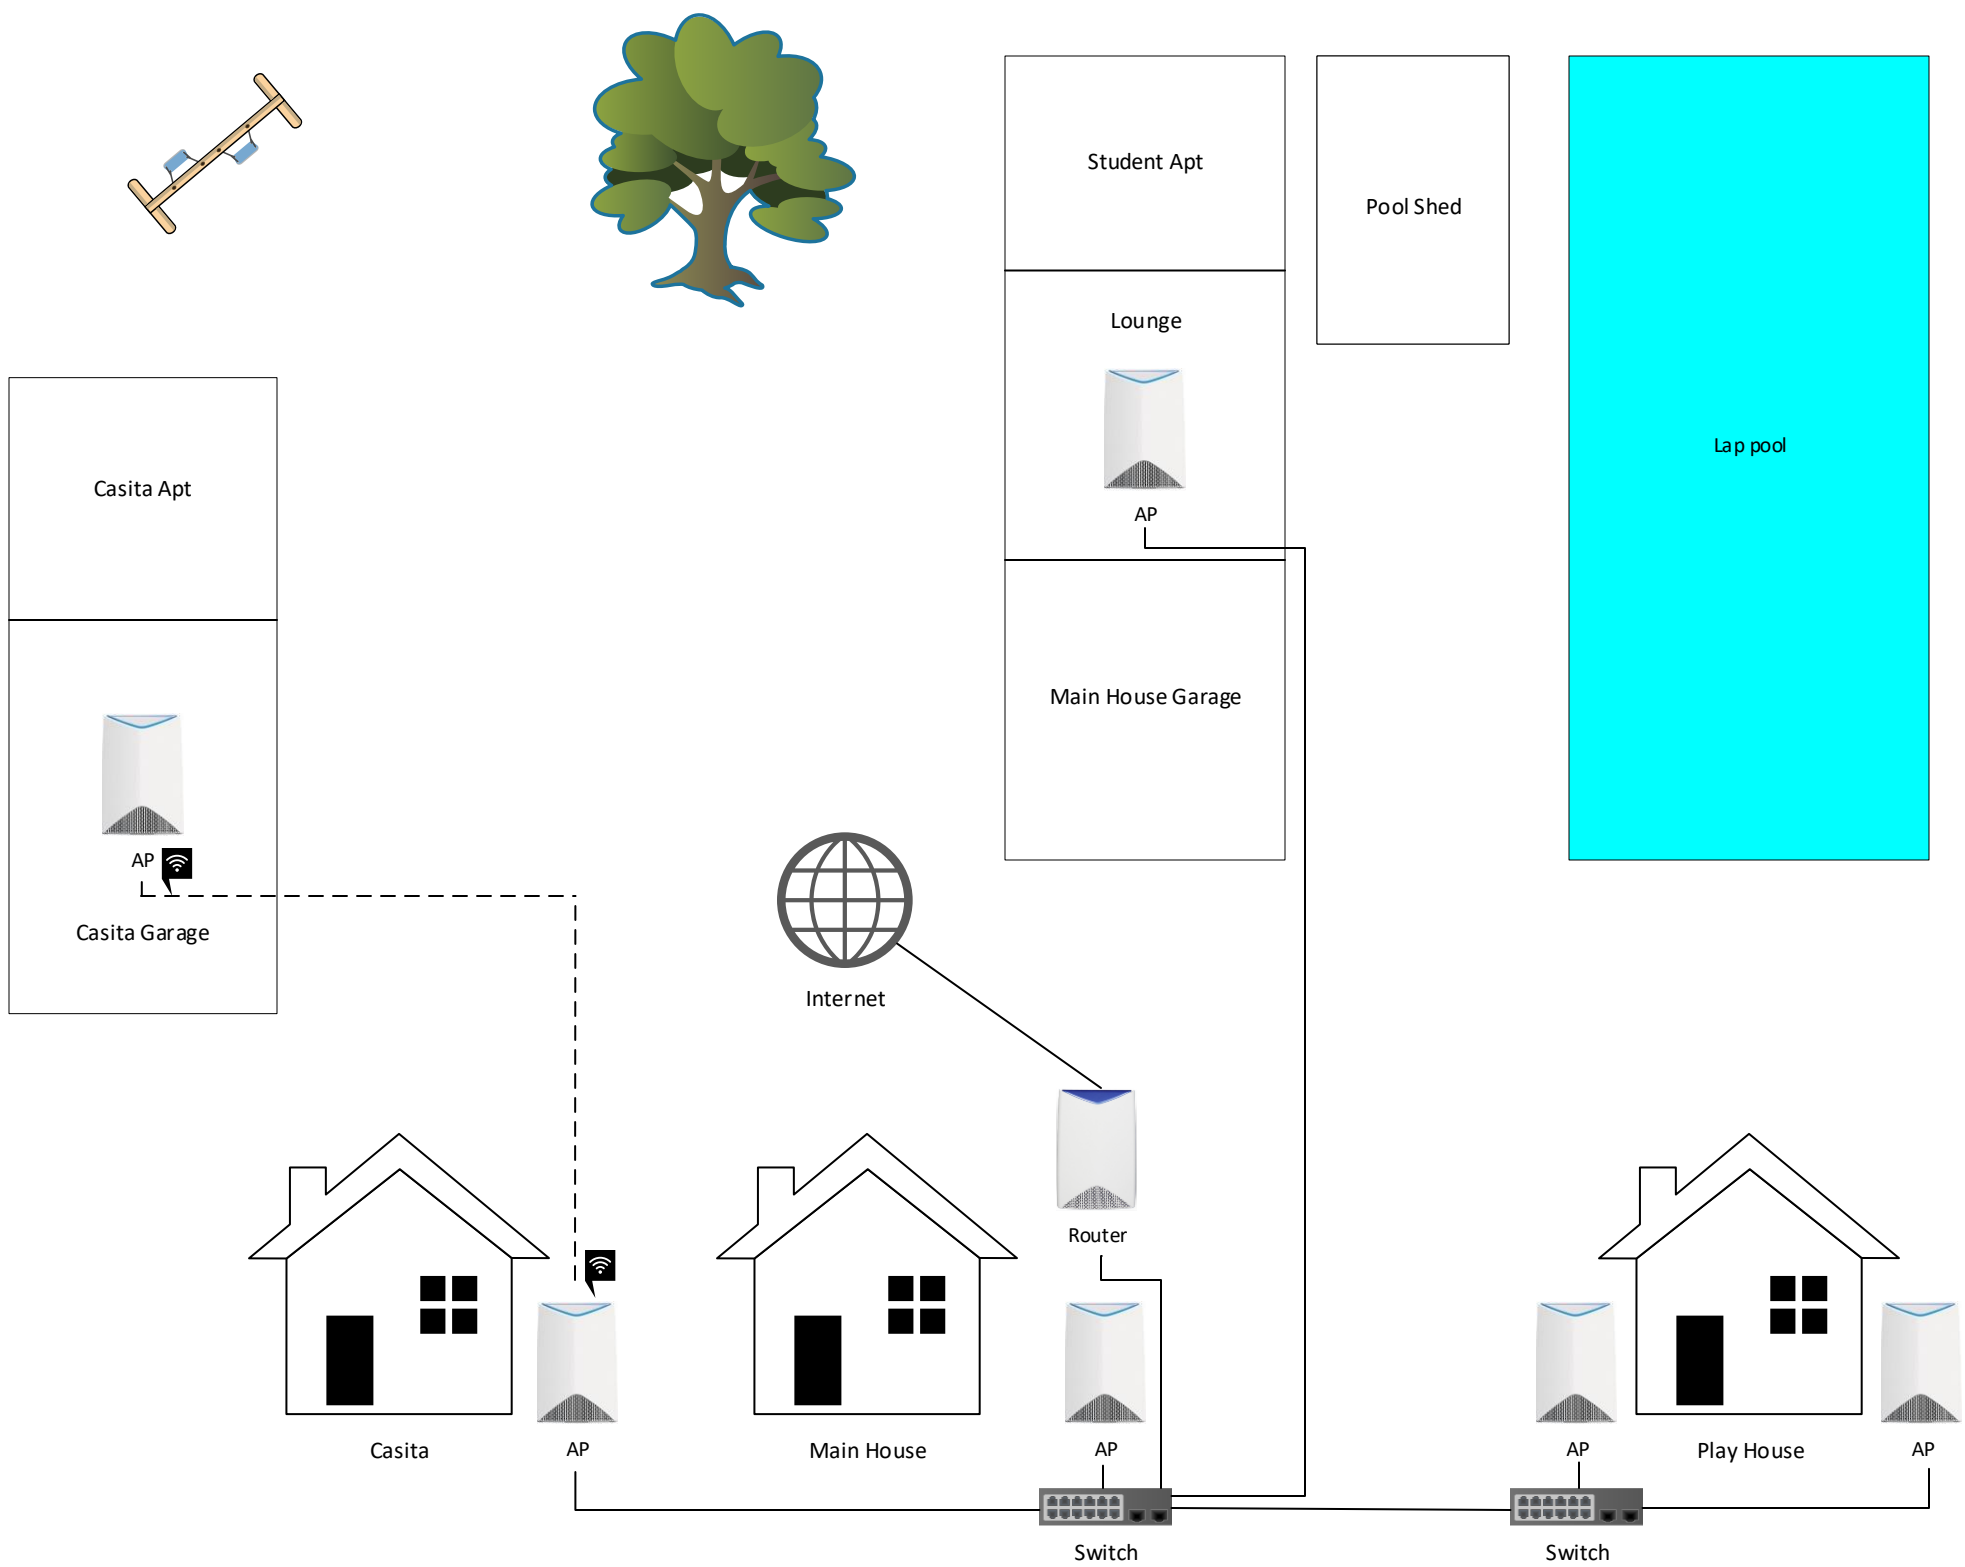 Student Apt
Pool Shed
Lounge
Lap pool
Casita Apt
AP
Main House Garage
AP
Casita Garage
Internet
Router
Casita
AP
Main House
AP
AP
Play House
AP
Switch
Switch